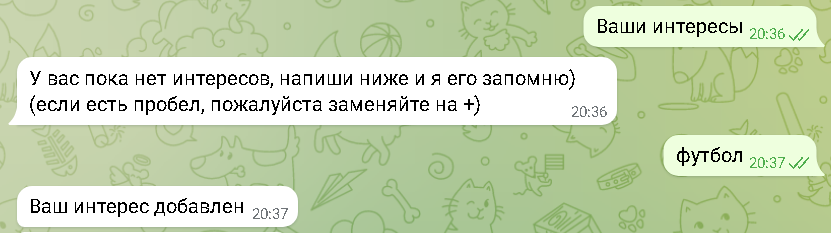 Ваши интересы 20:36
У вас пока нет интересов, напиши ниже и я его запомню)
(если есть пробел, пожалуйста заменяйте на +)
20:36
футбол 20:37
Ваш интерес добавлен 20:37